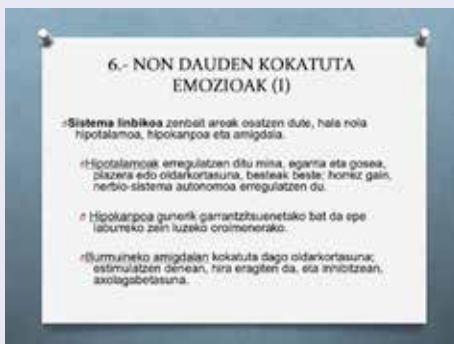 6.- NON DAUDEN KOKATUTA
EMOZIOAK (I)
Sistema linbikoa zenbait areak osatzen dute, hala nola
hipotalamoa, hipokanpoa eta amigdala.
Hipotalamoak erregulatzen ditu mina, egarria eta gosea,
plazera edo oldarkortasuna, besteak beste; horrez gain,
nerbio-sistema autonomoa erregulatzen du.
Hipokanpoa gunerik garrantzitsuenetako bat da epe
laburreko zein luzeko oroimenerako.
Burmuineko amigdalan kokatuta dago oldarkortasuna;
estimulatzen denean, hira eragiten da, eta inhibitzean,
axolagabetasuna.